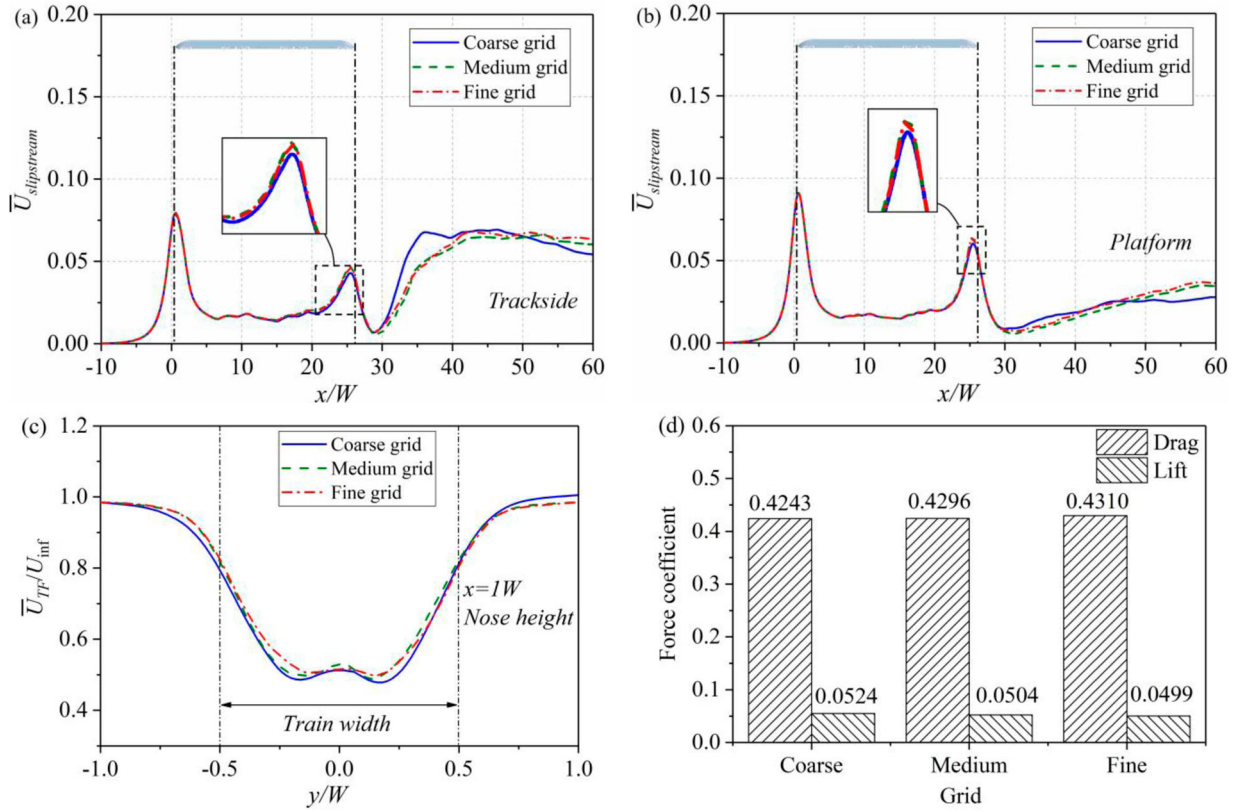 (a)
0.20
0.15
0.10
0.05
0.00
U̅slipstream
Coarse grid
Medium grid
Fine grid
Trackside
-10 0 10 20 30 40 50 60
x/W
(b)
0.20
0.15
0.10
0.05
0.00
U̅slipstream
Coarse grid
Medium grid
Fine grid
Platform
-10 0 10 20 30 40 50 60
x/W
(c)
1.2
1.0
0.8
0.6
0.4
U̅TF/Uinf
Coarse grid
Medium grid
Fine grid
x=1W
Nose height
Train width
-1.0 -0.5 0.0 0.5 1.0
y/W
(d)
0.6
0.5
0.4
0.3
0.2
0.1
0.0
Force coefficient
Drag
Lift
0.4243 0.4296 0.4310
0.0524 0.0504 0.0499
Coarse Medium Fine
Grid